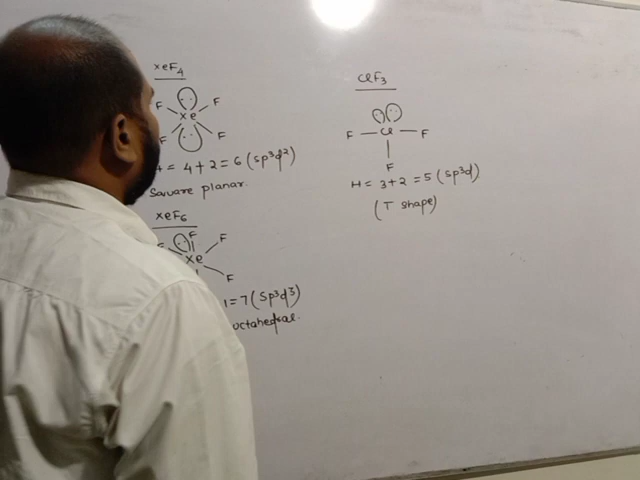 XeF4
F F
Xe
F F
= 4+2=6 (sp³d²)
Square planar.
XeF6
F F
Xe
F
1=7 (sp³d³)
octahedral.
ClF3
F Cl F
F
H= 3+2=5 (sp³d)
(T shape)